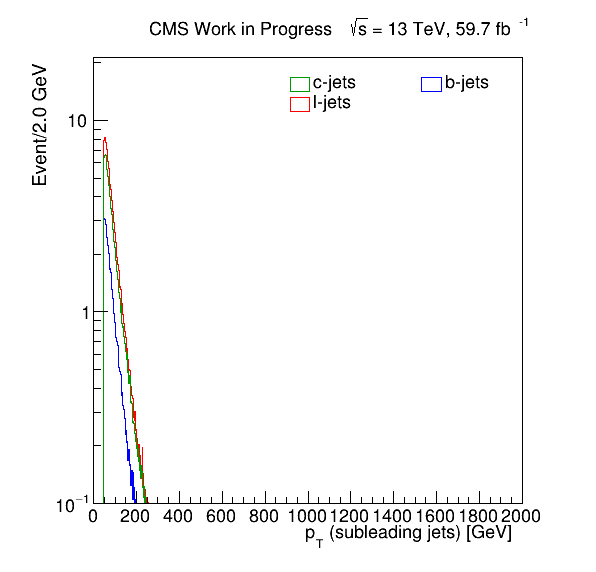 CMS Work in Progress √s = 13 TeV, 59.7 fb⁻¹
Event/2.0 GeV
c-jets b-jets
l-jets
10
1
10⁻¹
0 200 400 600 800 1000 1200 1400 1600 1800 2000
p_T (subleading jets) [GeV]